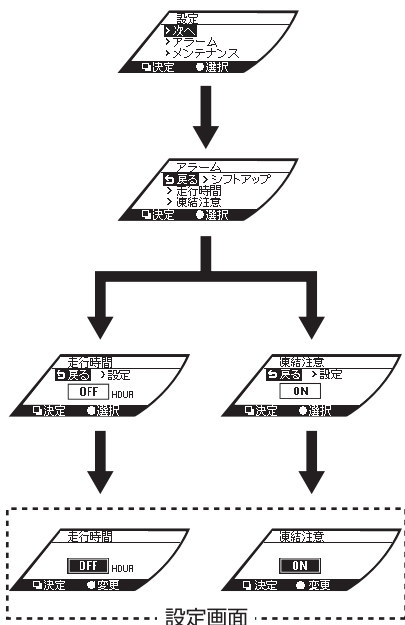 設定
>次へ
>アラーム
>メンテナンス
決定 ●選択
アラーム
戻る >シフトアップ
>走行時間
>凍結注意
決定 ●選択
走行時間
戻る >設定
OFF HOUR
決定 ●選択
凍結注意
戻る >設定
ON
決定 ●選択
走行時間
OFF HOUR
決定 ●変更
凍結注意
ON
決定 ●変更
設定画面